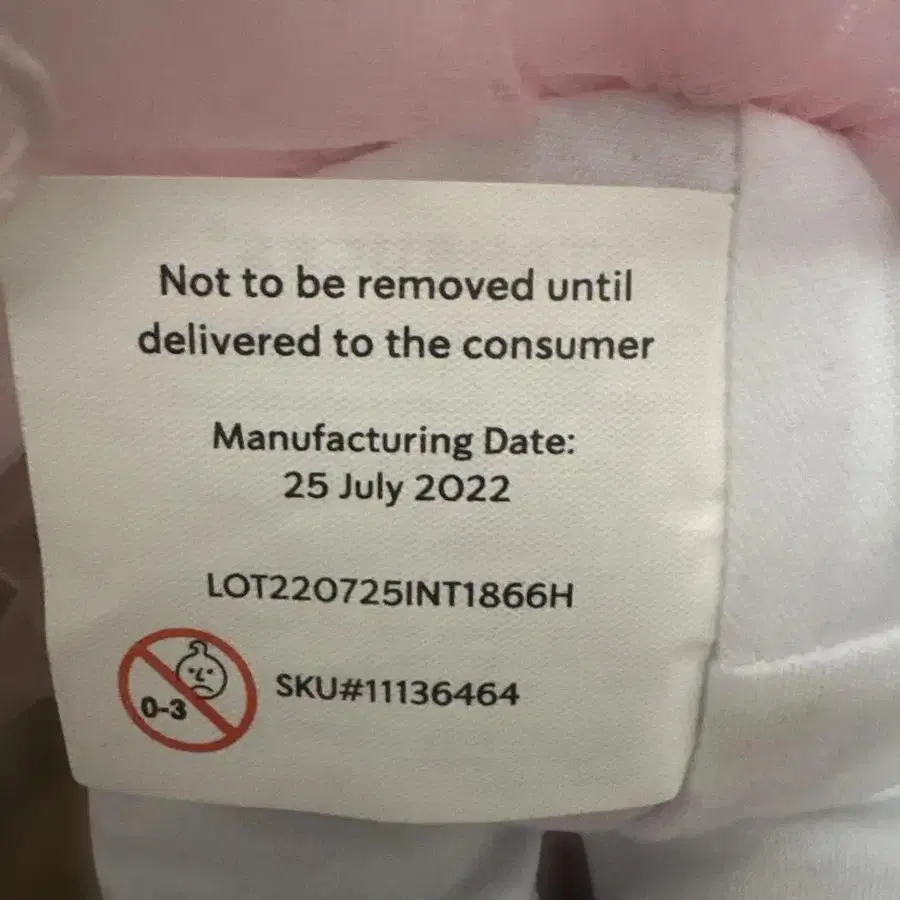 Not to be removed until
delivered to the consumer
Manufacturing Date:
25 July 2022
LOT220725INT1866H
0-3
SKU#11136464